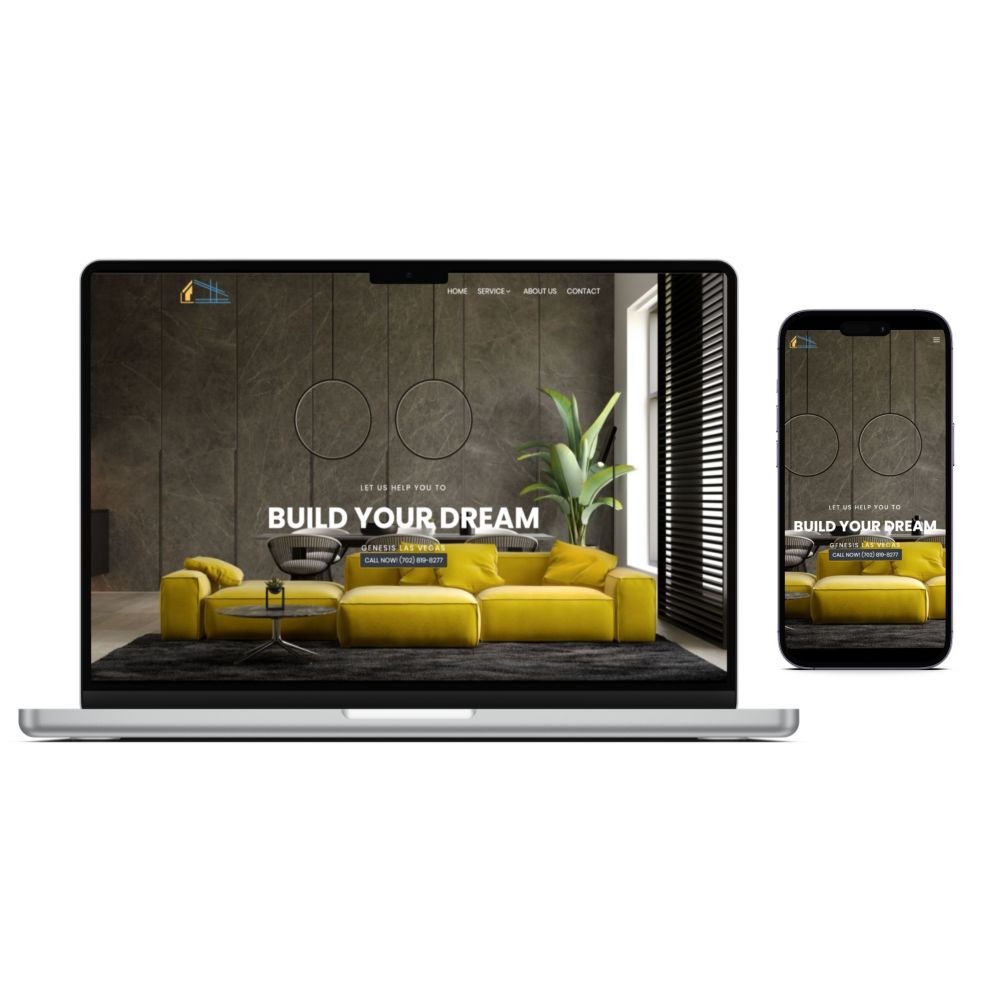 HOME SERVICE ABOUT US CONTACT
LET US HELP YOU TO
BUILD YOUR DREAM
GENESIS LAS VEGAS
CALL NOW! (702) 819-8277
LET US HELP YOU TO
BUILD YOUR DREAM
GENESIS LAS VEGAS
CALL NOW! (702) 819-8277